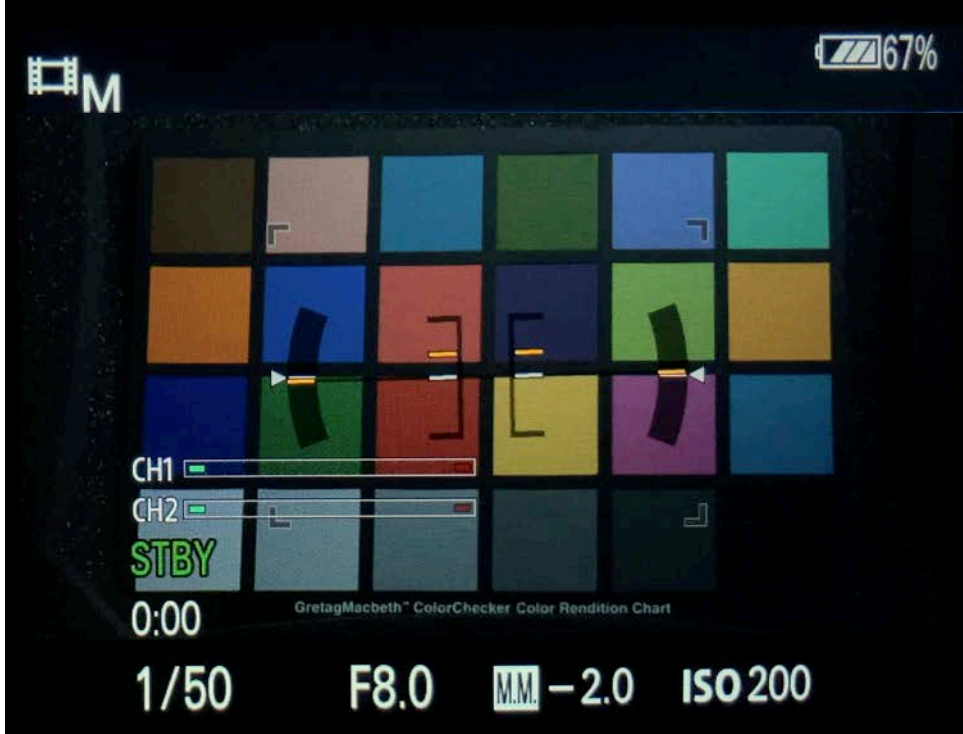 67%
M
CH1
CH2
STBY
0:00
GretagMacbeth™ ColorChecker Color Rendition Chart
1/50 F8.0 M.M. −2.0 ISO 200